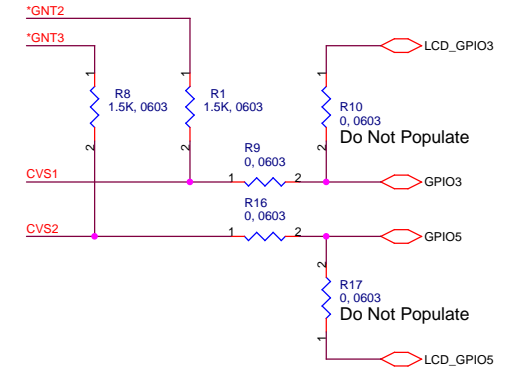 *GNT2
*GNT3
LCD_GPIO3
1
1
1
R8
1.5K, 0603
R1
1.5K, 0603
R10
0, 0603
Do Not Populate
2
2
2
R9
0, 0603
CVS1
1
2
GPIO3
R16
0, 0603
CVS2
1
2
GPIO5
2
R17
0, 0603
Do Not Populate
1
LCD_GPIO5